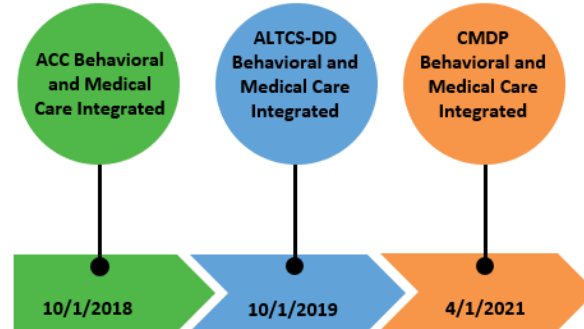 ACC Behavioral
and Medical
Care Integrated
ALTCS-DD
Behavioral and
Medical Care
Integrated
CMDP
Behavioral and
Medical Care
Integrated
10/1/2018
10/1/2019
4/1/2021